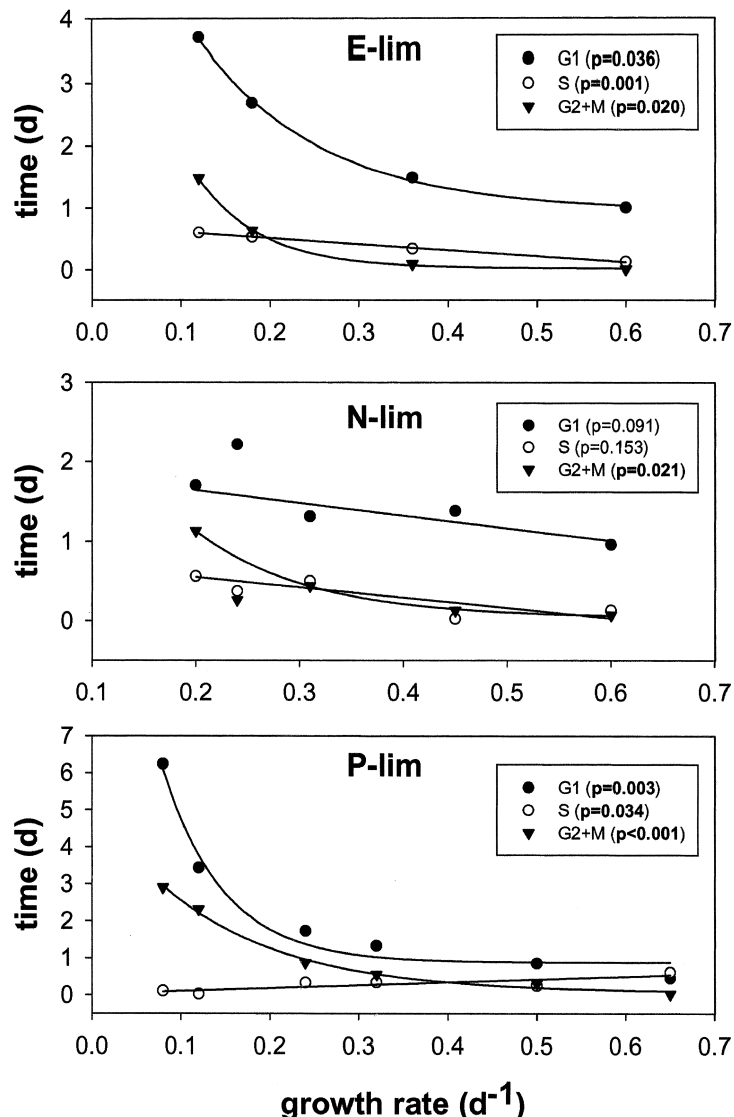 E-lim
G1 (p=0.036)
S (p=0.001)
G2+M (p=0.020)
time (d)
4
3
2
1
0
0.0 0.1 0.2 0.3 0.4 0.5 0.6 0.7
N-lim
G1 (p=0.091)
S (p=0.153)
G2+M (p=0.021)
time (d)
3
2
1
0
0.1 0.2 0.3 0.4 0.5 0.6 0.7
P-lim
G1 (p=0.003)
S (p=0.034)
G2+M (p<0.001)
time (d)
7
6
5
4
3
2
1
0
0.0 0.1 0.2 0.3 0.4 0.5 0.6 0.7
growth rate (d-1)